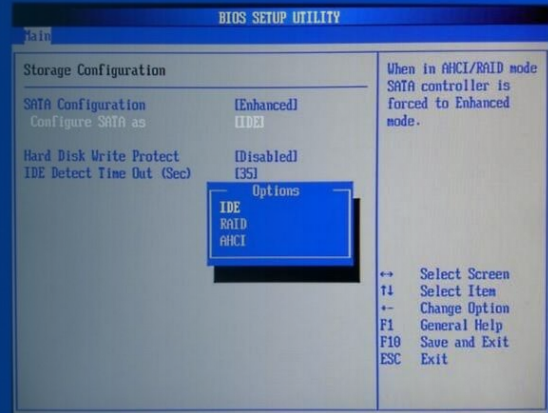 BIOS SETUP UTILITY
Main
Storage Configuration
SATA Configuration [Enhanced]
Configure SATA as [IDE]
Hard Disk Write Protect [Disabled]
IDE Detect Time Out (Sec) [35]
Options
IDE
RAID
AHCI
When in AHCI/RAID mode
SATA controller is
forced to Enhanced
mode.
↔ Select Screen
↑↓ Select Item
+- Change Option
F1 General Help
F10 Save and Exit
ESC Exit